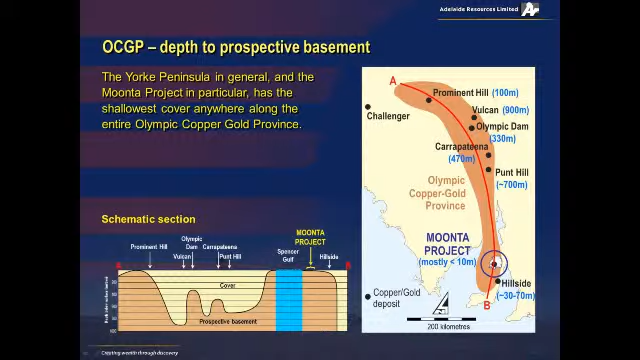 Adelaide Resources Limited
OCGP – depth to prospective basement
The Yorke Peninsula in general, and the
Moonta Project in particular, has the
shallowest cover anywhere along the
entire Olympic Copper Gold Province.
Schematic section
MOONTA
PROJECT
Prominent Hill
Olympic
Dam
Vulcan
Carrapateena
Punt Hill
Spencer
Gulf
Hillside
Cover
Prospective basement
A
Prominent Hill (100m)
Challenger
Vulcan (900m)
Olympic Dam
(330m)
Carrapateena
(470m)
Punt Hill
(~700m)
Olympic
Copper-Gold
Province
MOONTA
PROJECT
(mostly < 10m)
Hillside
(~30-70m)
B
Copper/Gold
deposit
200 kilometres
Creating wealth through discovery